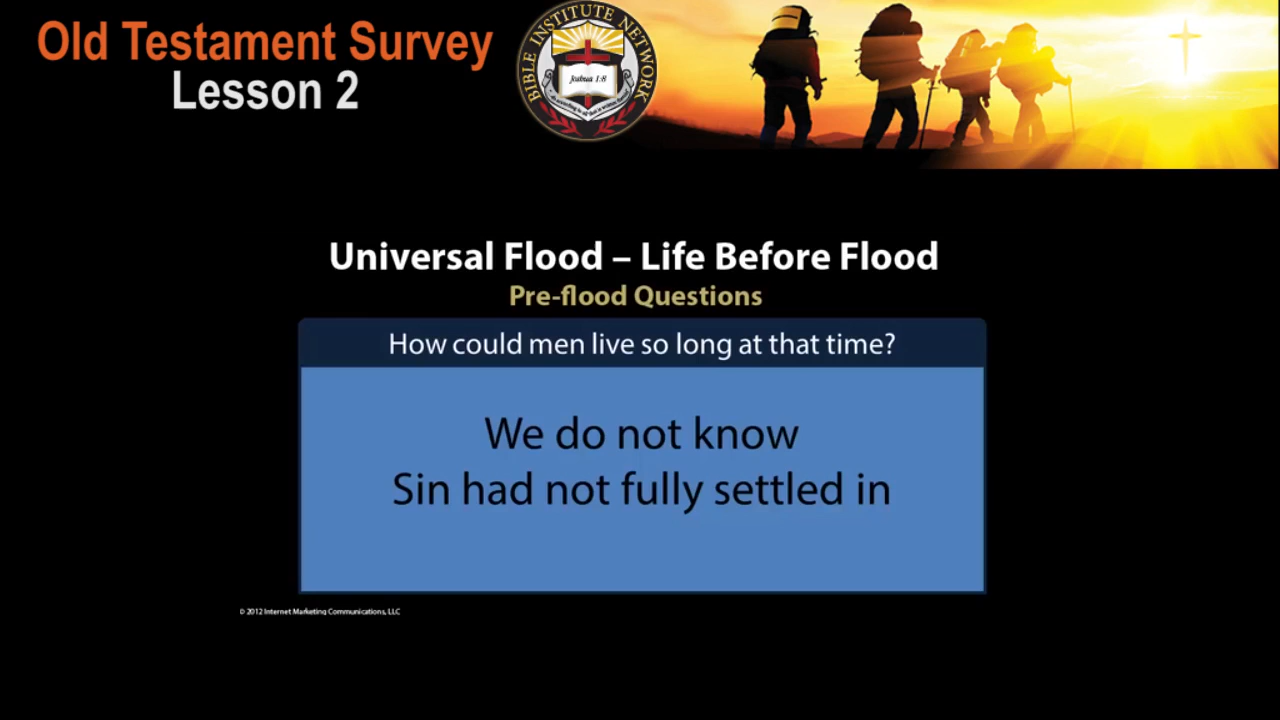 Old Testament Survey
Lesson 2
BIBLE INSTITUTE NETWORK
Joshua 1:8
Universal Flood – Life Before Flood
Pre-flood Questions
How could men live so long at that time?
We do not know
Sin had not fully settled in
© 2012 Internet Marketing Communications, LLC